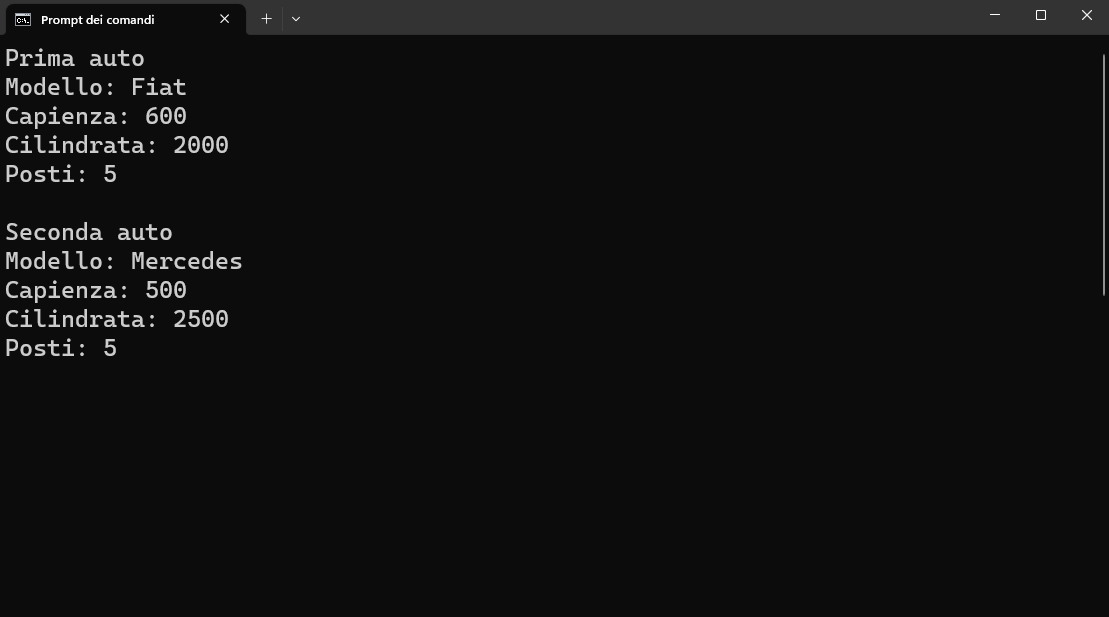 Prompt dei comandi
Prima auto
Modello: Fiat
Capienza: 600
Cilindrata: 2000
Posti: 5
Seconda auto
Modello: Mercedes
Capienza: 500
Cilindrata: 2500
Posti: 5